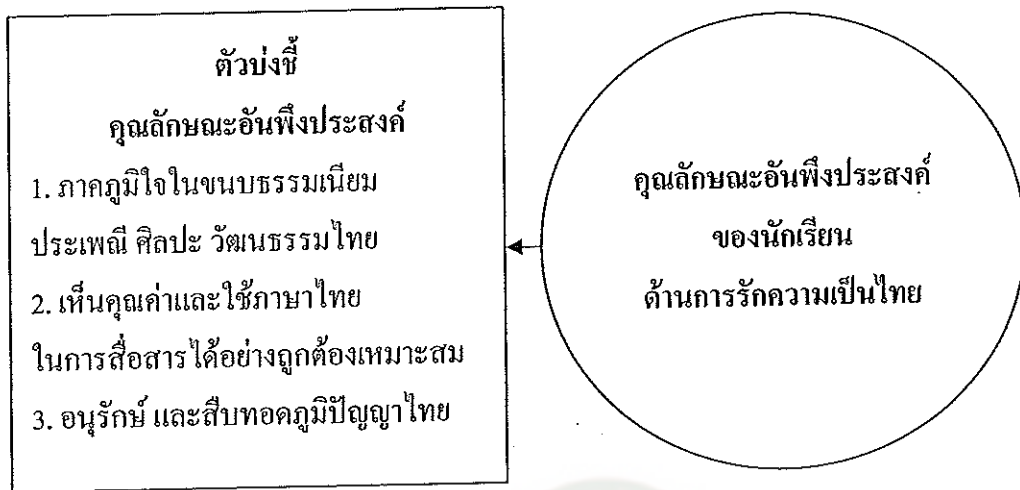 ตัวบ่งชี้
คุณลักษณะอันพึงประสงค์
1. ภาคภูมิใจในขนบธรรมเนียม
ประเพณี ศิลปะ วัฒนธรรมไทย
2. เห็นคุณค่าและใช้ภาษาไทย
ในการสื่อสารได้อย่างถูกต้องเหมาะสม
3. อนุรักษ์ และสืบทอดภูมิปัญญาไทย
คุณลักษณะอันพึงประสงค์
ของนักเรียน
ด้านการรักความเป็นไทย